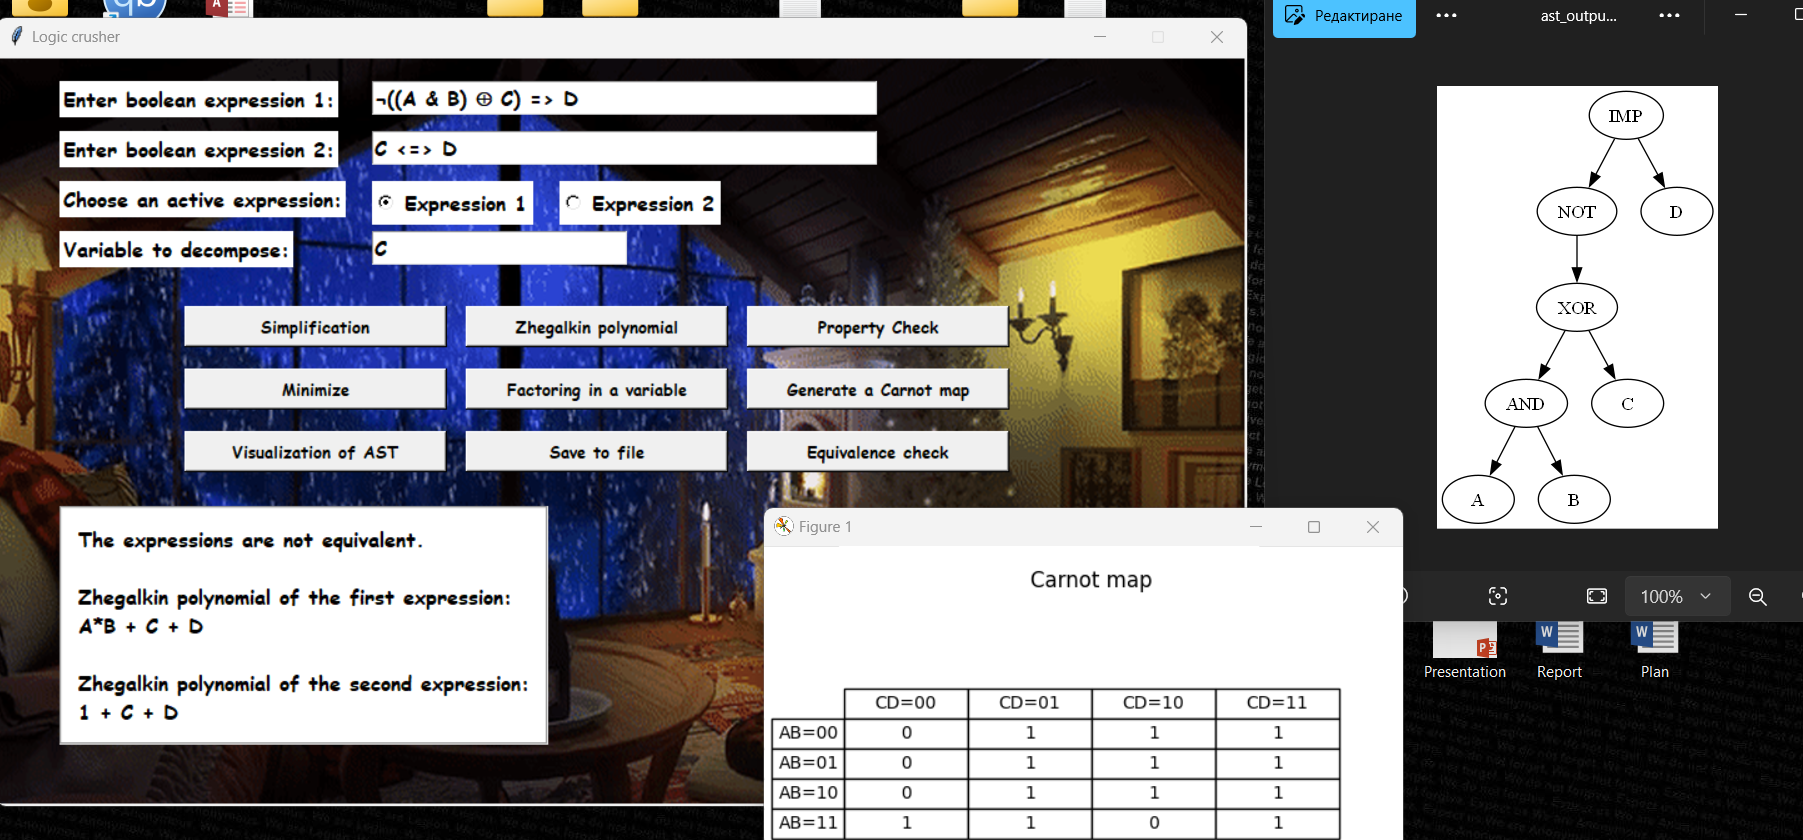 Logic crusher
Enter boolean expression 1:
¬((A & B) ⊕ C) => D
Enter boolean expression 2:
C <=> D
Choose an active expression:
Expression 1
Expression 2
Variable to decompose:
C
Simplification
Zhegalkin polynomial
Property Check
Minimize
Factoring in a variable
Generate a Carnot map
Visualization of AST
Save to file
Equivalence check
The expressions are not equivalent.
Zhegalkin polynomial of the first expression:
A*B + C + D
Zhegalkin polynomial of the second expression:
1 + C + D
Figure 1
Carnot map
CD=00 CD=01 CD=10 CD=11
AB=00 0 1 1 1
AB=01 0 1 1 1
AB=10 0 1 1 1
AB=11 1 1 0 1
Редактиране
ast_outpu...
IMP
NOT D
XOR
AND C
A B
100%
Presentation
Report
Plan